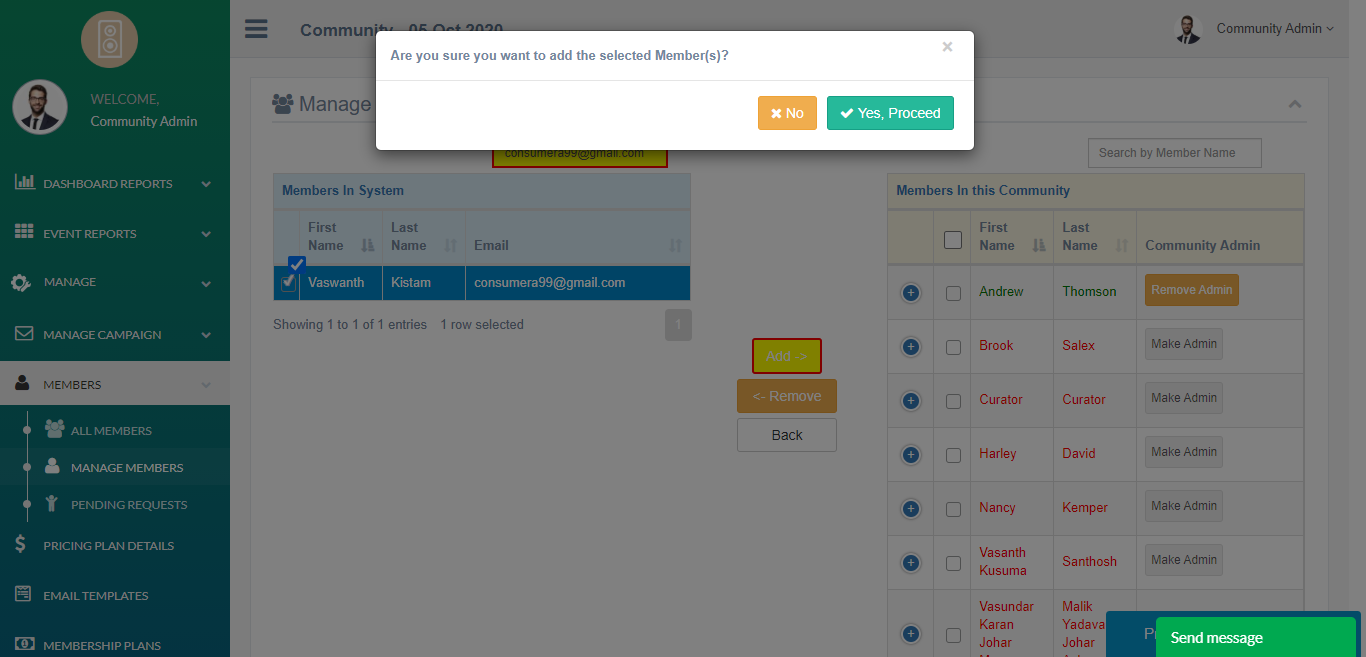 WELCOME,
Community Admin
DASHBOARD REPORTS
EVENT REPORTS
MANAGE
MANAGE CAMPAIGN
MEMBERS
ALL MEMBERS
MANAGE MEMBERS
PENDING REQUESTS
PRICING PLAN DETAILS
EMAIL TEMPLATES
MEMBERSHIP PLANS
Community - 05 Oct 2020
Community Admin
Are you sure you want to add the selected Member(s)?
×
No
Yes, Proceed
Manage
consumera99@gmail.com
Search by Member Name
Members In System
First Name
Last Name
Email
Vaswanth Kistam consumera99@gmail.com
Showing 1 to 1 of 1 entries 1 row selected
1
Add ->
<- Remove
Back
Members In this Community
First Name
Last Name
Community Admin
Andrew Thomson Remove Admin
Brook Salex Make Admin
Curator Curator Make Admin
Harley David Make Admin
Nancy Kemper Make Admin
Vasanth
Kusuma
Santhosh
Make Admin
Vasundar
Karan
Johar
Malik
Yadava
Johar
Send message